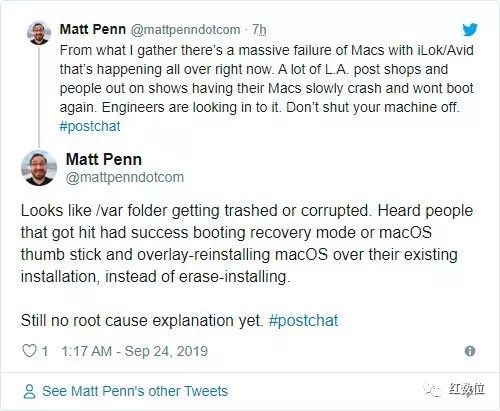 Matt Penn @mattpenndotcom · 7h
From what I gather there's a massive failure of Macs with iLok/Avid
that's happening all over right now. A lot of L.A. post shops and
people out on shows having their Macs slowly crash and wont boot
again. Engineers are looking in to it. Don't shut your machine off.
#postchat
Matt Penn
@mattpenndotcom
Looks like /var folder getting trashed or corrupted. Heard people
that got hit had success booting recovery mode or macOS
thumb stick and overlay-reinstalling macOS over their existing
installation, instead of erase-installing.
Still no root cause explanation yet. #postchat
1 1:17 AM - Sep 24, 2019
See Matt Penn's other Tweets
红数位